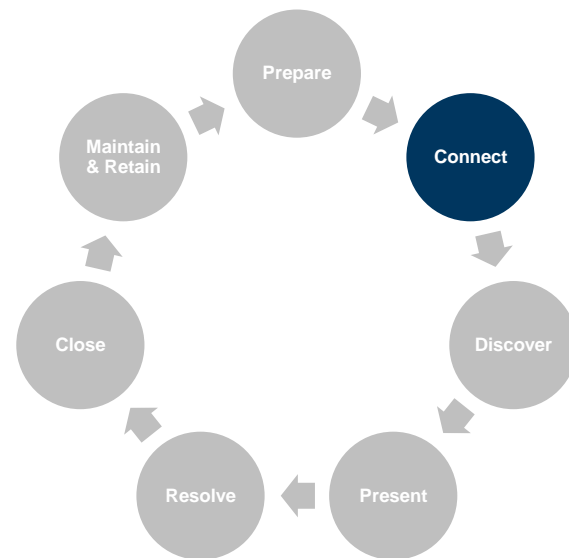 Prepare
Connect
Discover
Present
Resolve
Close
Maintain
& Retain